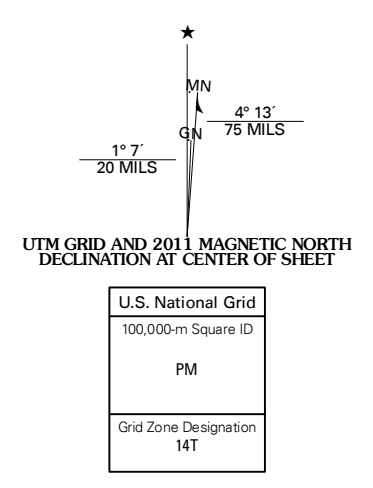 ★
MN
4° 13´
75 MILS
GN
1° 7´
20 MILS
UTM GRID AND 2011 MAGNETIC NORTH
DECLINATION AT CENTER OF SHEET
U.S. National Grid
100,000-m Square ID
PM
Grid Zone Designation
14T